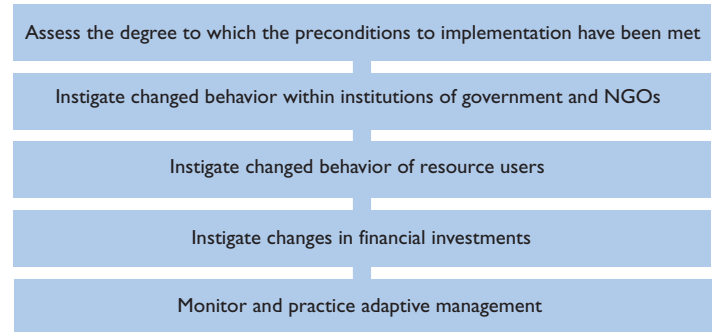 Assess the degree to which the preconditions to implementation have been met
Instigate changed behavior within institutions of government and NGOs
Instigate changed behavior of resource users
Instigate changes in financial investments
Monitor and practice adaptive management